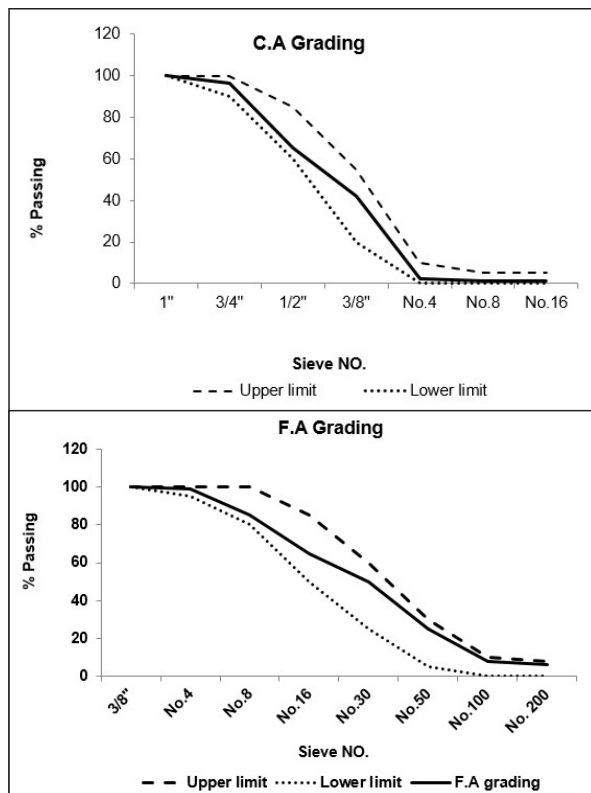 C.A Grading
120
100
80
60
40
20
0
% Passing
1" 3/4" 1/2" 3/8" No.4 No.8 No.16
Sieve NO.
Upper limit Lower limit
F.A Grading
120
100
80
60
40
20
0
% Passing
3/8" No.4 No.8 No.16 No.30 No.50 No.100 No. 200
Sieve NO.
Upper limit Lower limit F.A grading